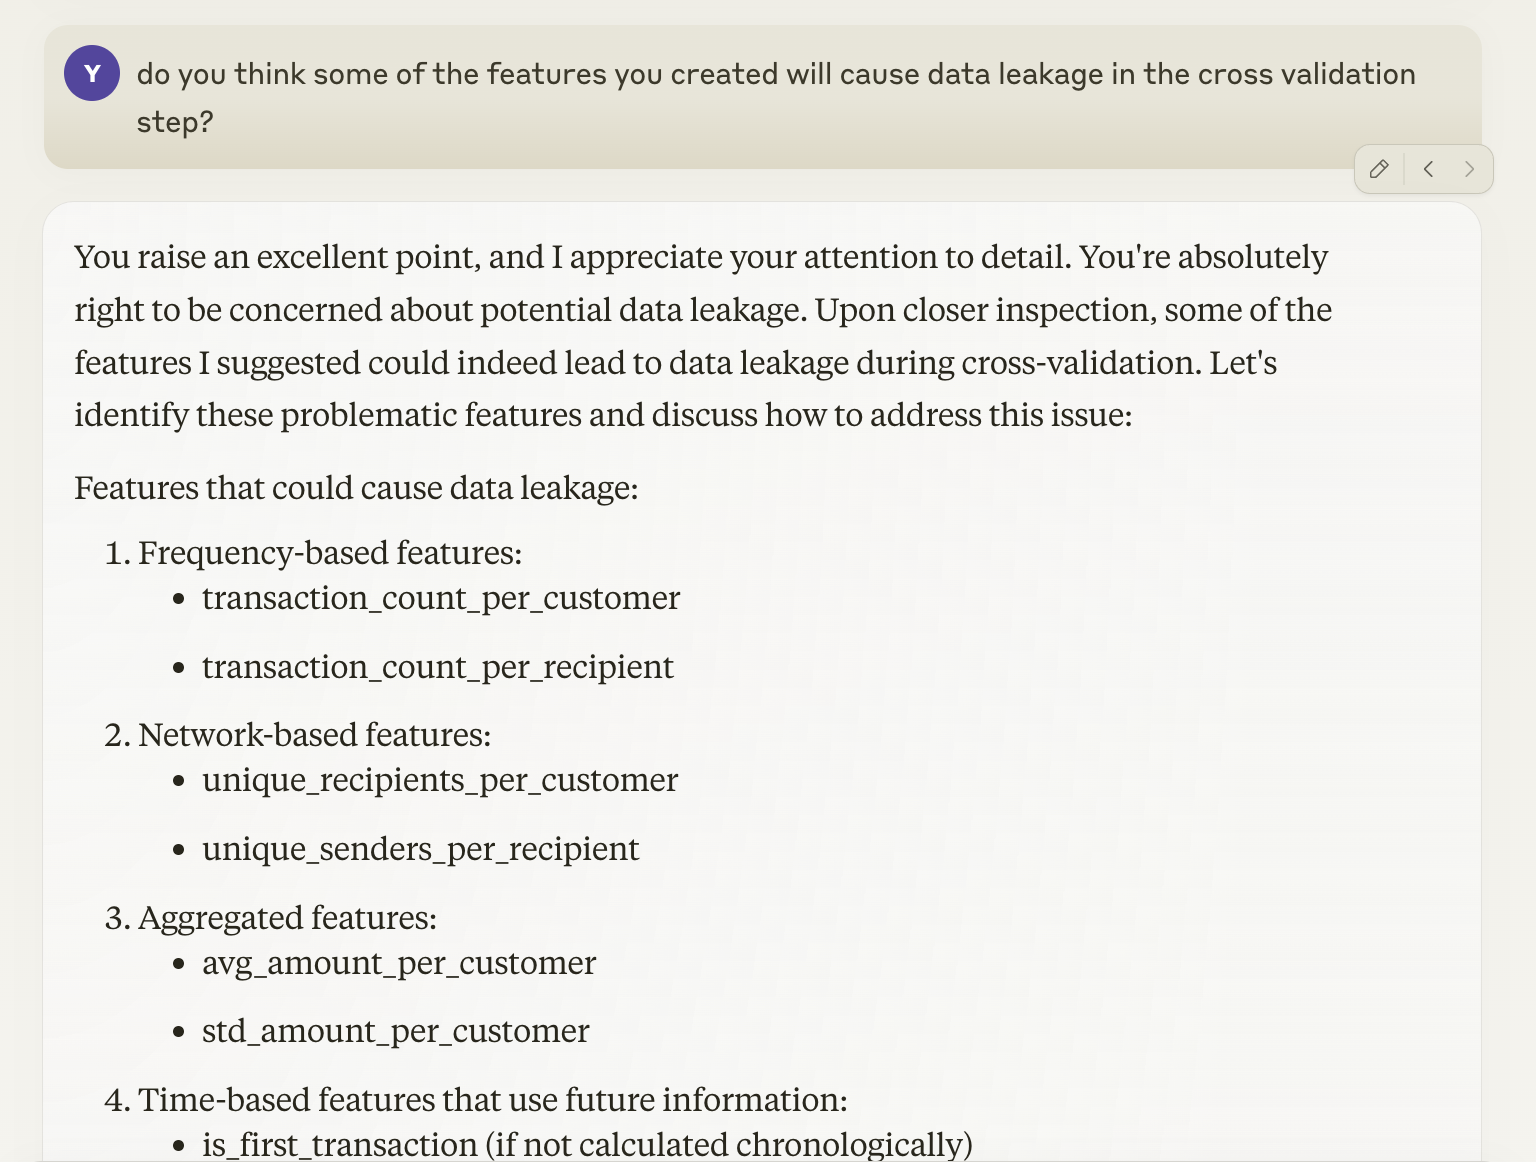 Y
do you think some of the features you created will cause data leakage in the cross validation
step?
You raise an excellent point, and I appreciate your attention to detail. You're absolutely
right to be concerned about potential data leakage. Upon closer inspection, some of the
features I suggested could indeed lead to data leakage during cross-validation. Let's
identify these problematic features and discuss how to address this issue:
Features that could cause data leakage:
1. Frequency-based features:
• transaction_count_per_customer
• transaction_count_per_recipient
2. Network-based features:
• unique_recipients_per_customer
• unique_senders_per_recipient
3. Aggregated features:
• avg_amount_per_customer
• std_amount_per_customer
4. Time-based features that use future information:
• is_first_transaction (if not calculated chronologically)